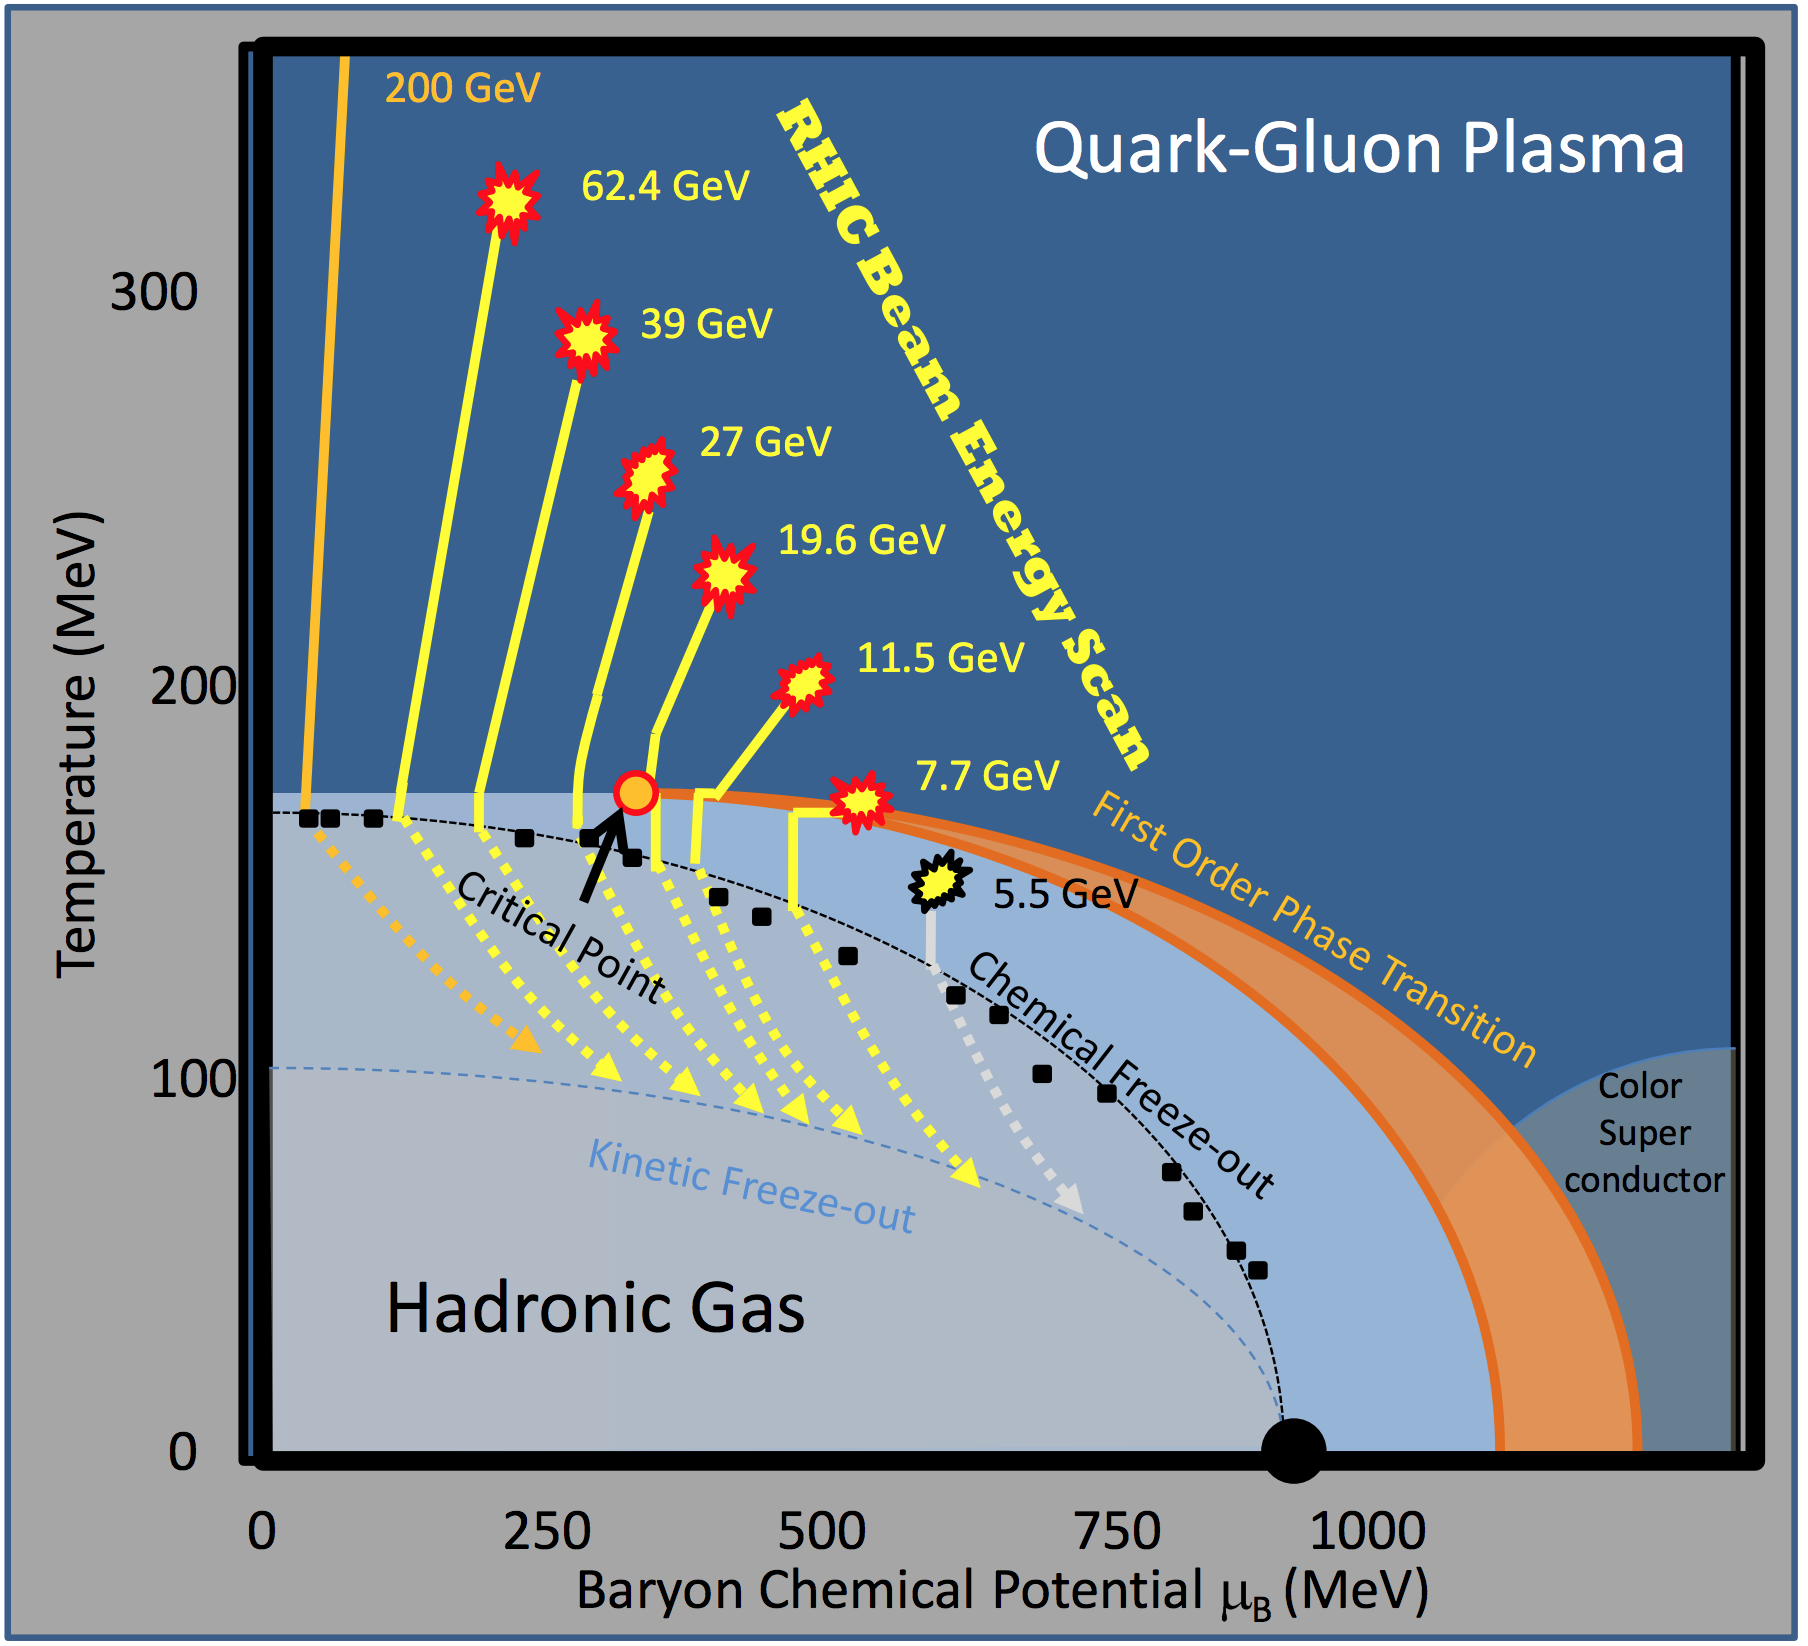 200 GeV
Quark-Gluon Plasma
62.4 GeV
RHIC Beam Energy Scan
300
39 GeV
27 GeV
19.6 GeV
11.5 GeV
200
7.7 GeV
First Order Phase Transition
5.5 GeV
Critical Point
Chemical Freeze-out
Temperature (MeV)
100
Color
Super
conductor
Kinetic Freeze-out
Hadronic Gas
0
0 250 500 750 1000
Baryon Chemical Potential μB (MeV)